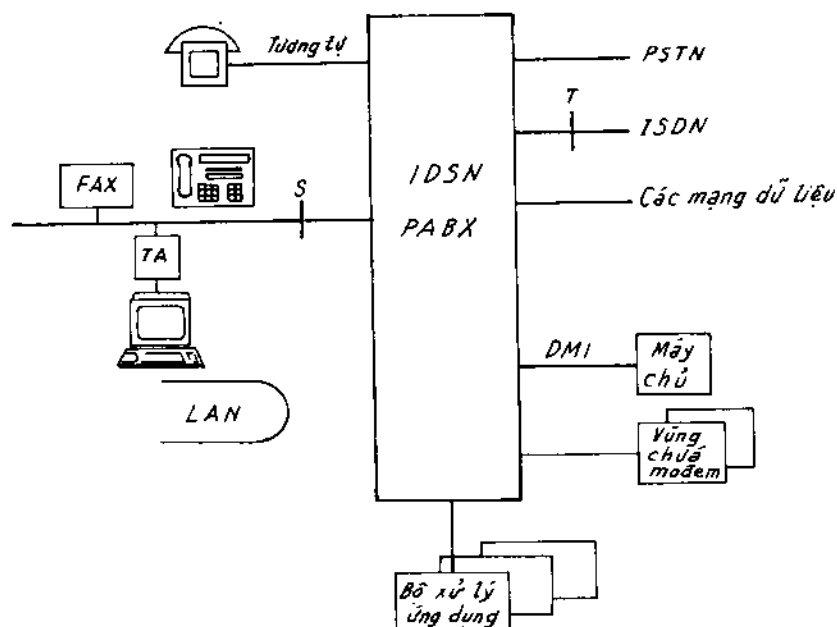 Tương tự
PSTN
T
ISDN
FAX
S
IDSN
PABX
Các mạng dữ liệu
TA
DMI
Máy
chủ
LAN
Vùng
chứa
mođem
Bộ xử lý
ứng dụng